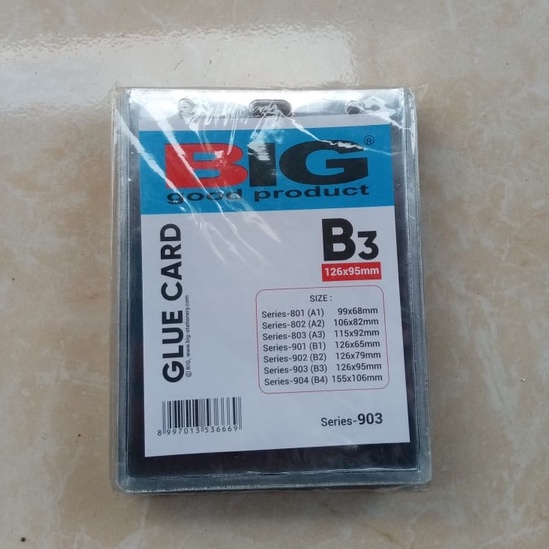 BIG®
good product
GLUE CARD
© BIG, www.big-stationery.com
B3
126x95mm
SIZE :
Series-801 (A1) 99x68mm
Series-802 (A2) 106x82mm
Series-803 (A3) 115x92mm
Series-901 (B1) 126x65mm
Series-902 (B2) 126x79mm
Series-903 (B3) 126x95mm
Series-904 (B4) 155x106mm
8 997013 536669
Series-903